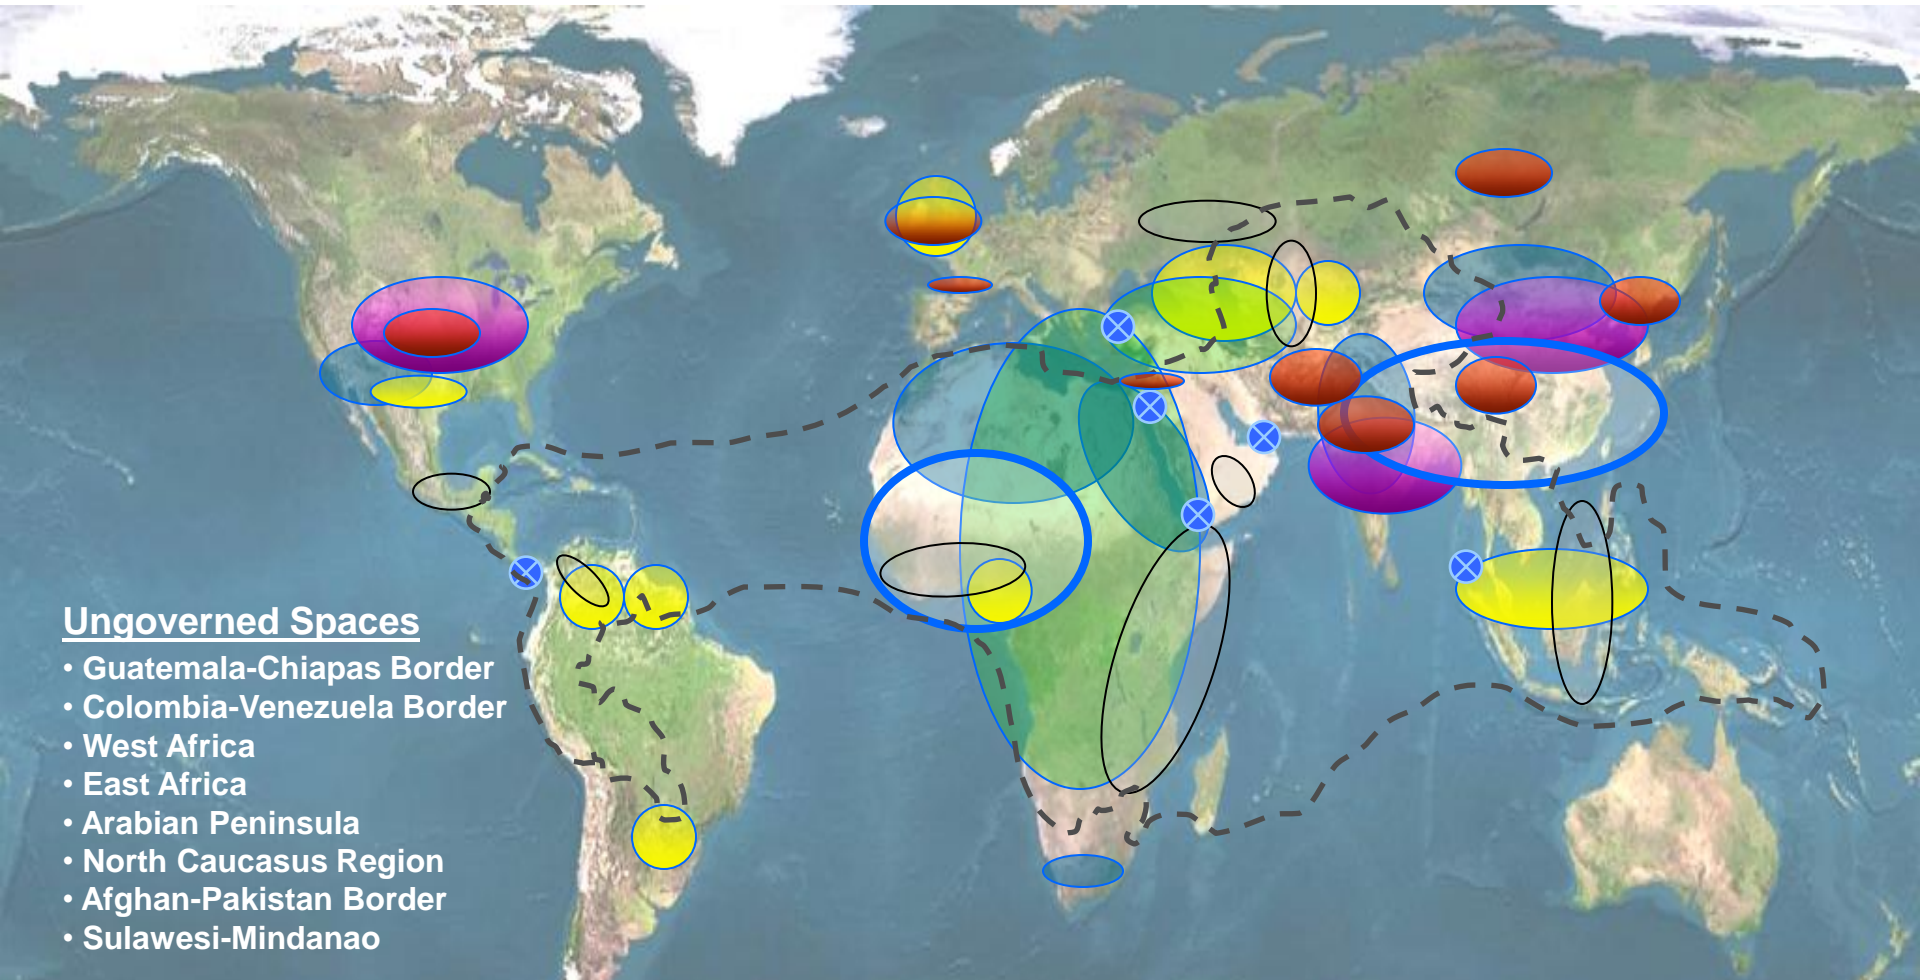 Ungoverned Spaces
• Guatemala-Chiapas Border
• Colombia-Venezuela Border
• West Africa
• East Africa
• Arabian Peninsula
• North Caucasus Region
• Afghan-Pakistan Border
• Sulawesi-Mindanao